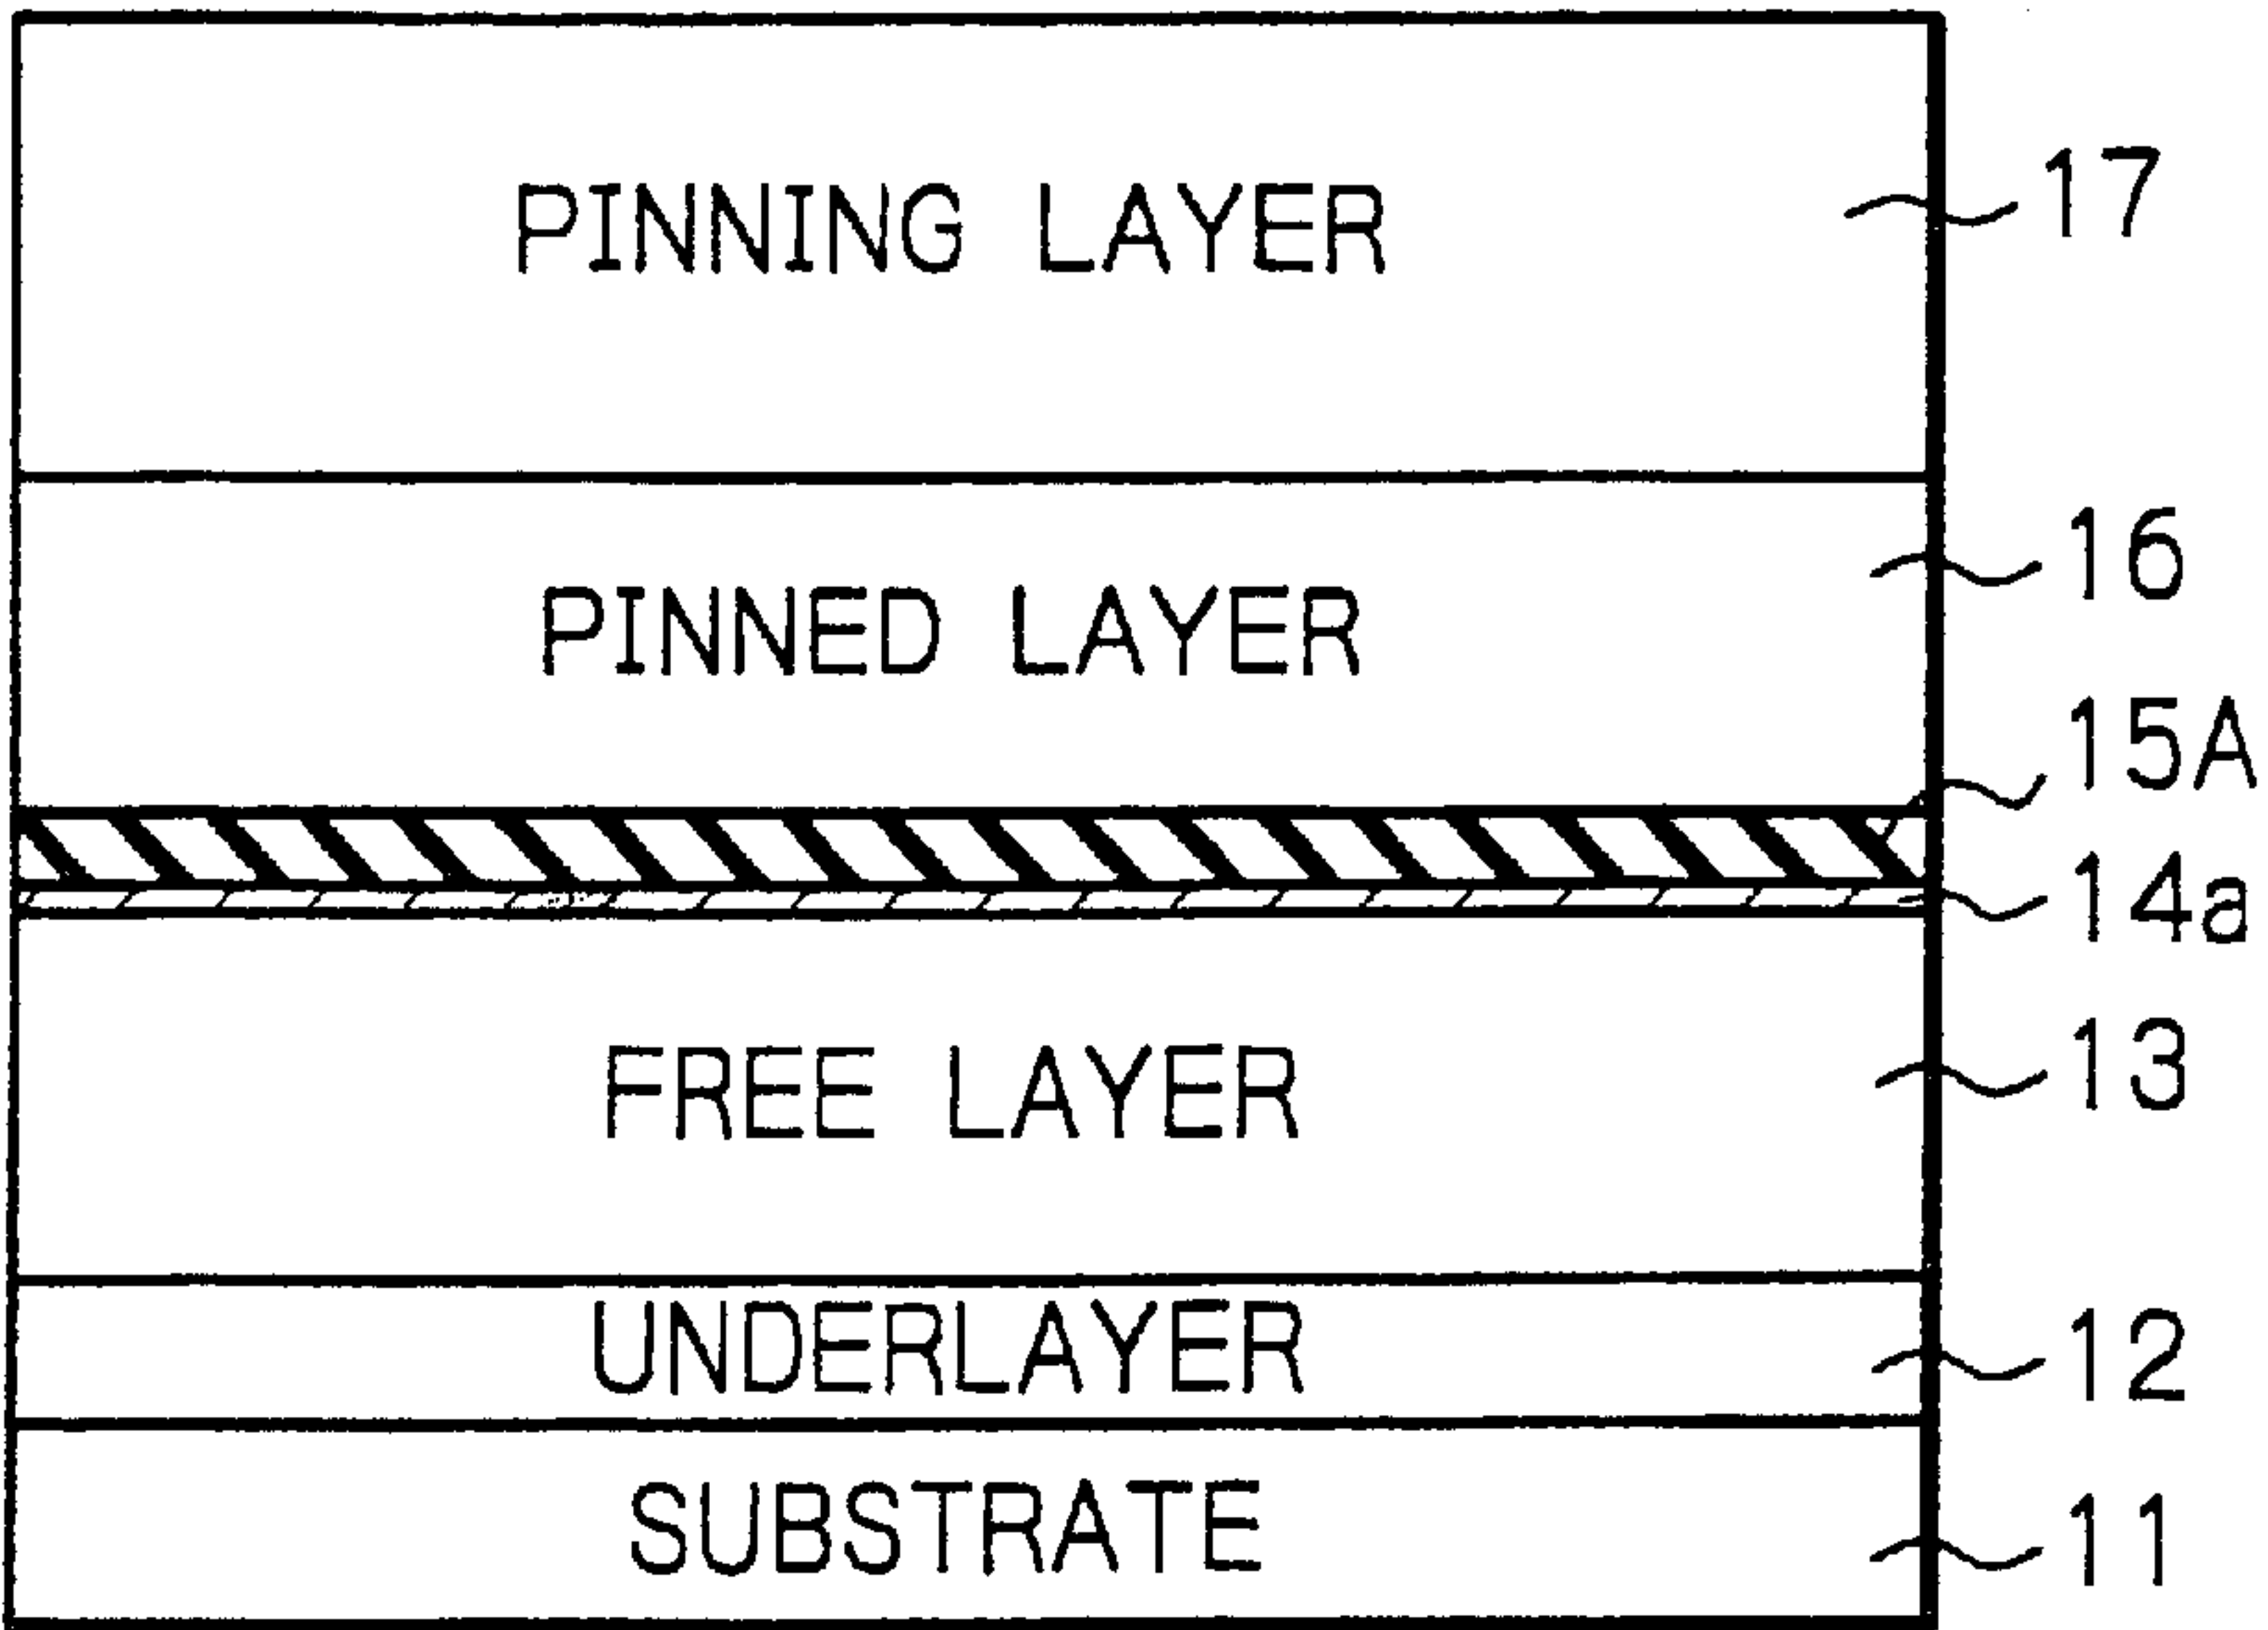 PINNING LAYER 17
PINNED LAYER 16
15A
14a
FREE LAYER 13
UNDERLAYER 12
SUBSTRATE 11